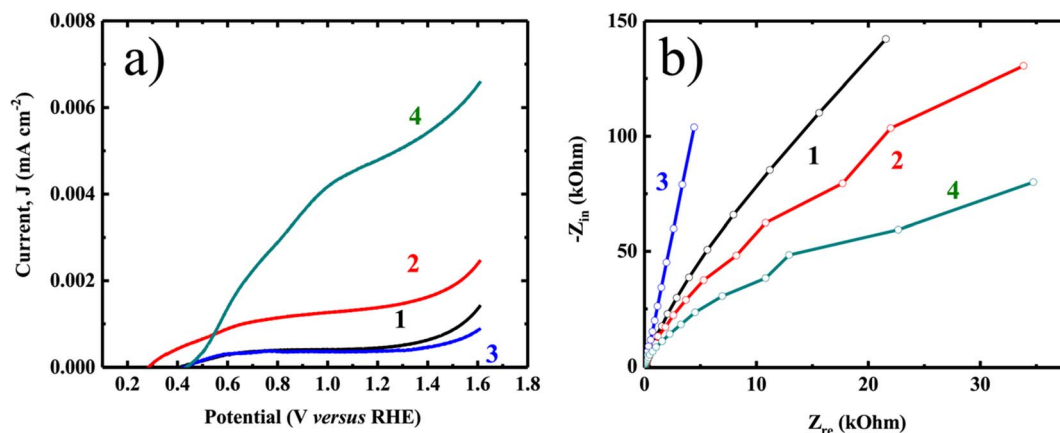 a)
0.008
0.006
0.004
0.002
0.000
Current, J (mA cm⁻²)
4
2
1
3
0.2 0.4 0.6 0.8 1.0 1.2 1.4 1.6 1.8
Potential (V versus RHE)
b)
150
100
50
0
-Z_in (kOhm)
1
2
3
4
0 10 20 30
Z_re (kOhm)